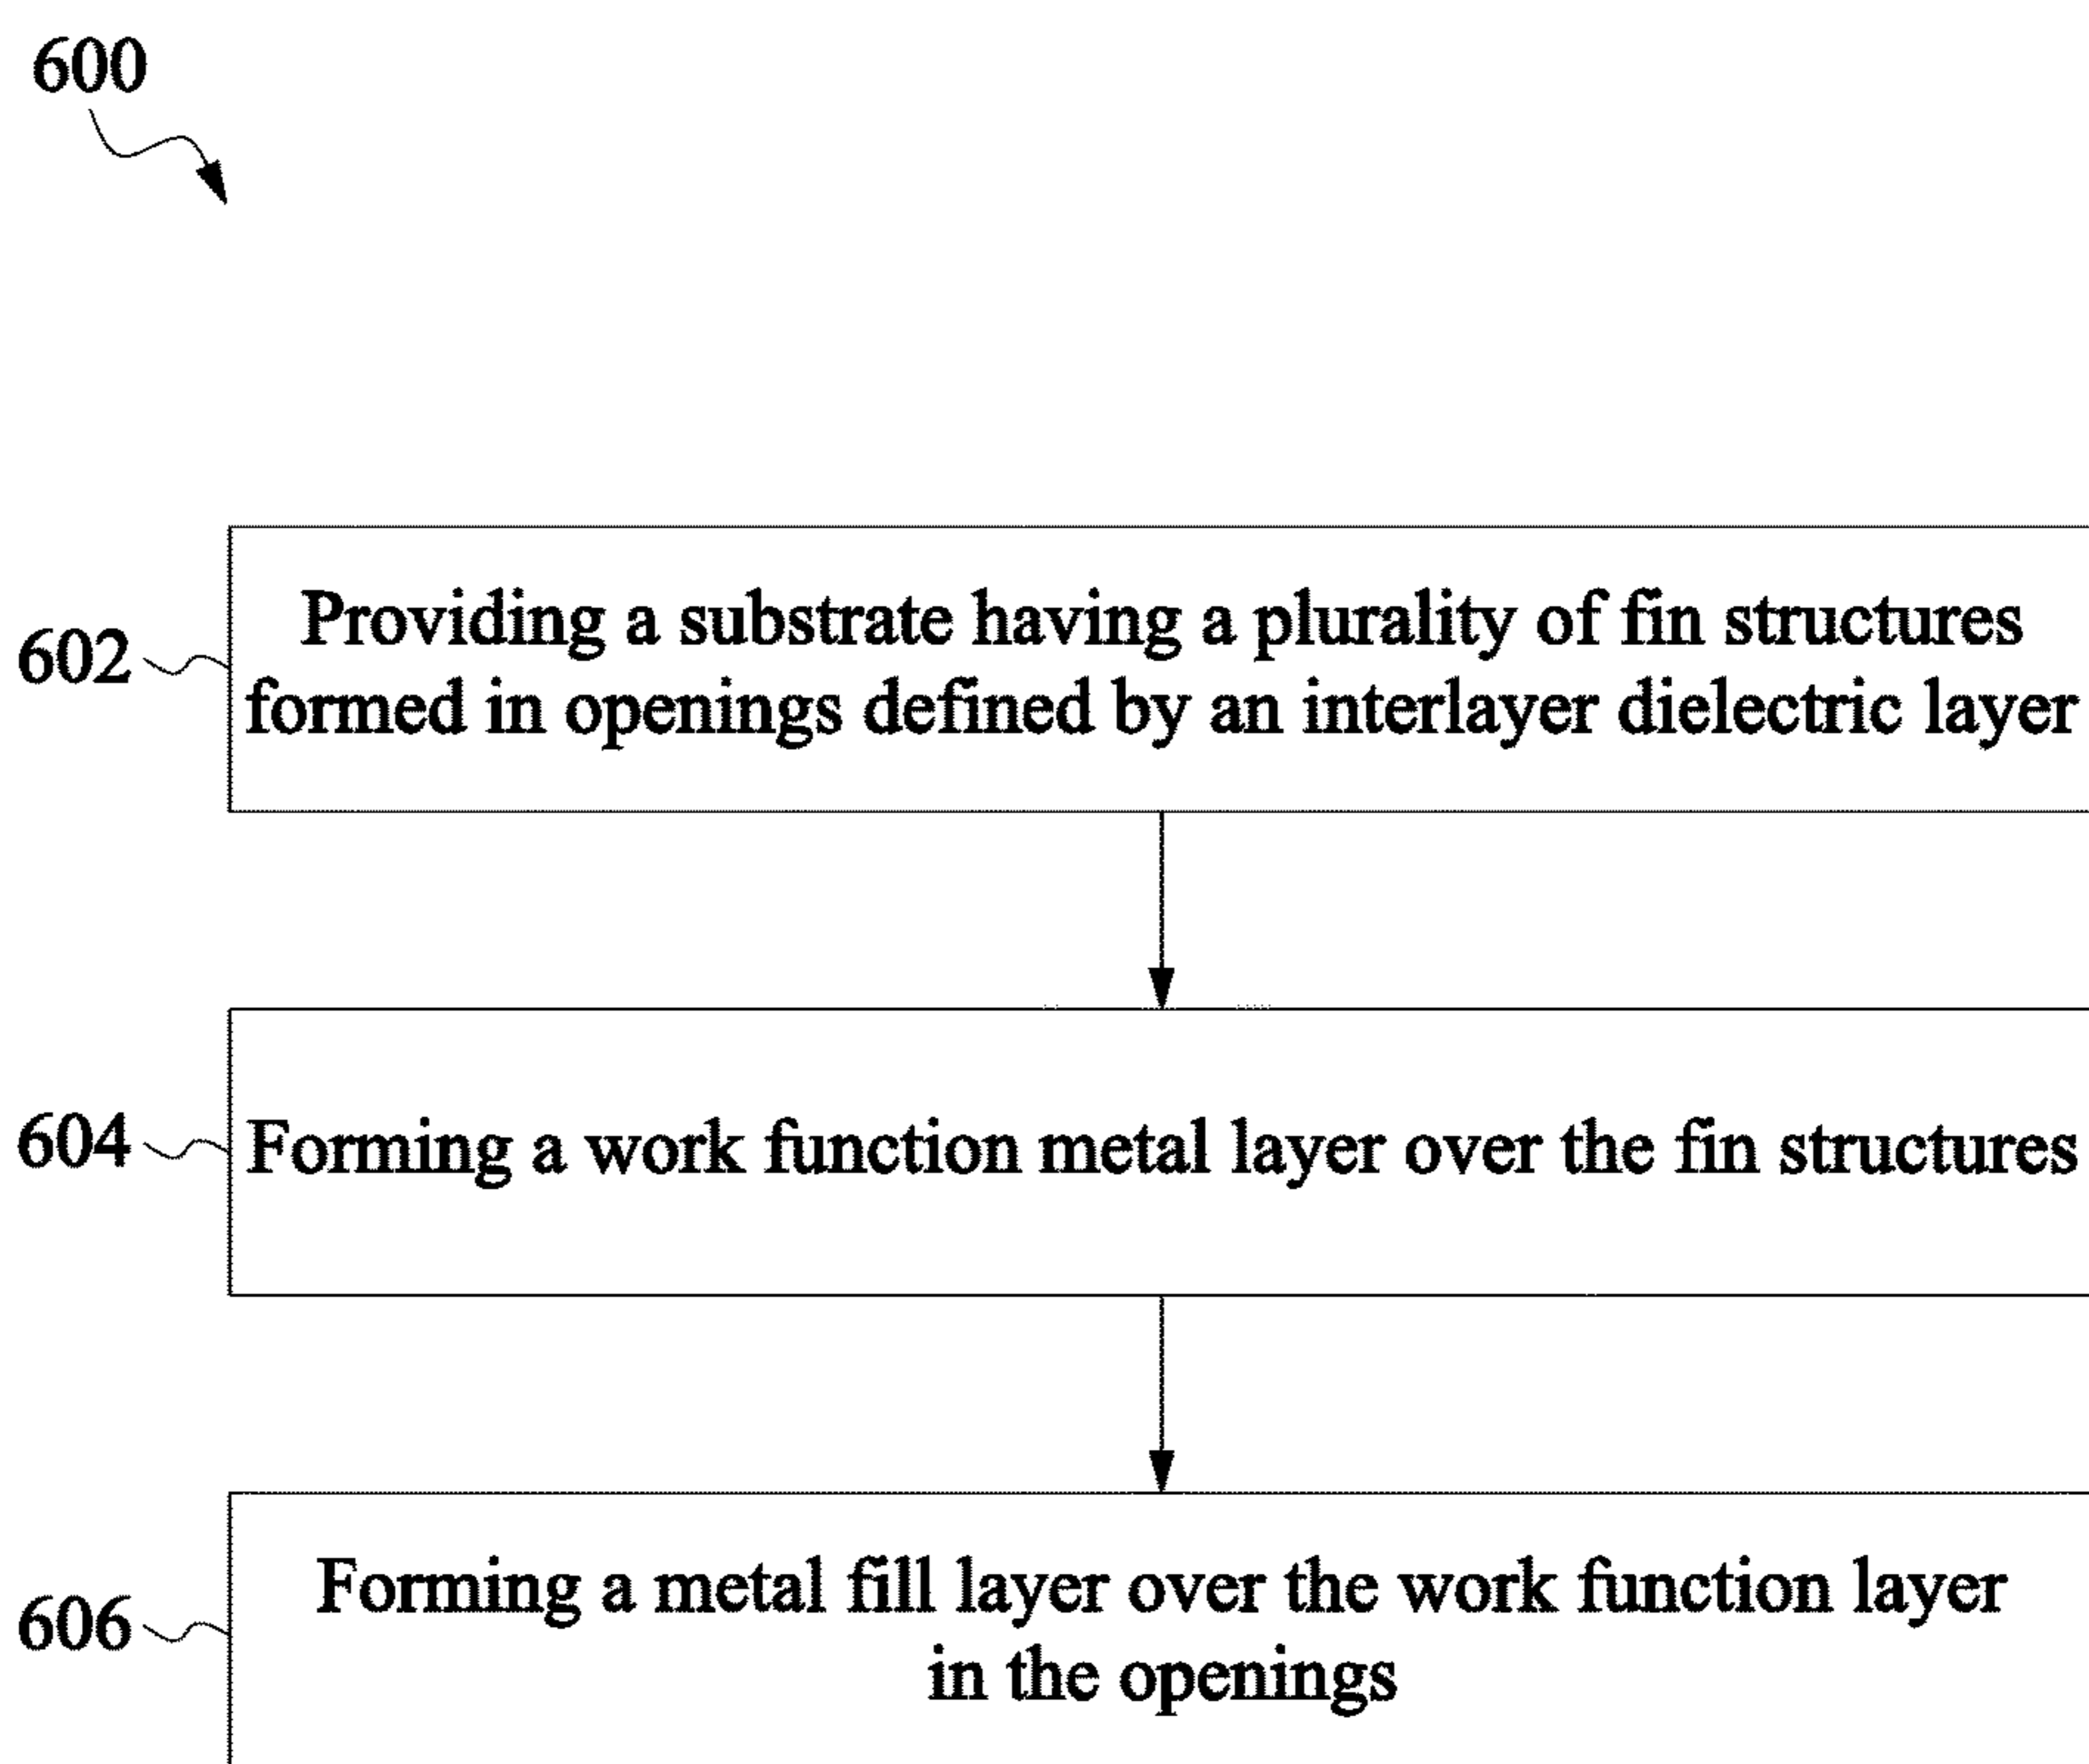 600
602
Providing a substrate having a plurality of fin structures
formed in openings defined by an interlayer dielectric layer
604
Forming a work function metal layer over the fin structures
606
Forming a metal fill layer over the work function layer
in the openings